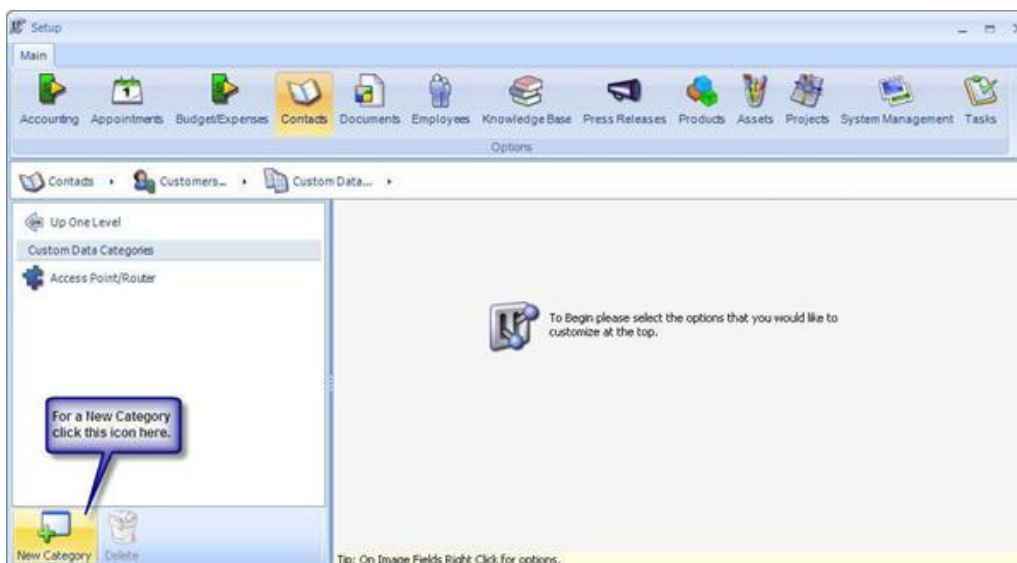 Setup
Main
Accounting Appointments Budget/Expenses Contacts Documents Employees Knowledge Base Press Releases Products Assets Projects System Management Tasks
Options
Contacts Customers... Custom Data...
Up One Level
Custom Data Categories
Access Point/Router
To Begin please select the options that you would like to
customize at the top.
For a New Category
click this icon here.
New Category Delete
Tip: On Image Fields Right Click for options.